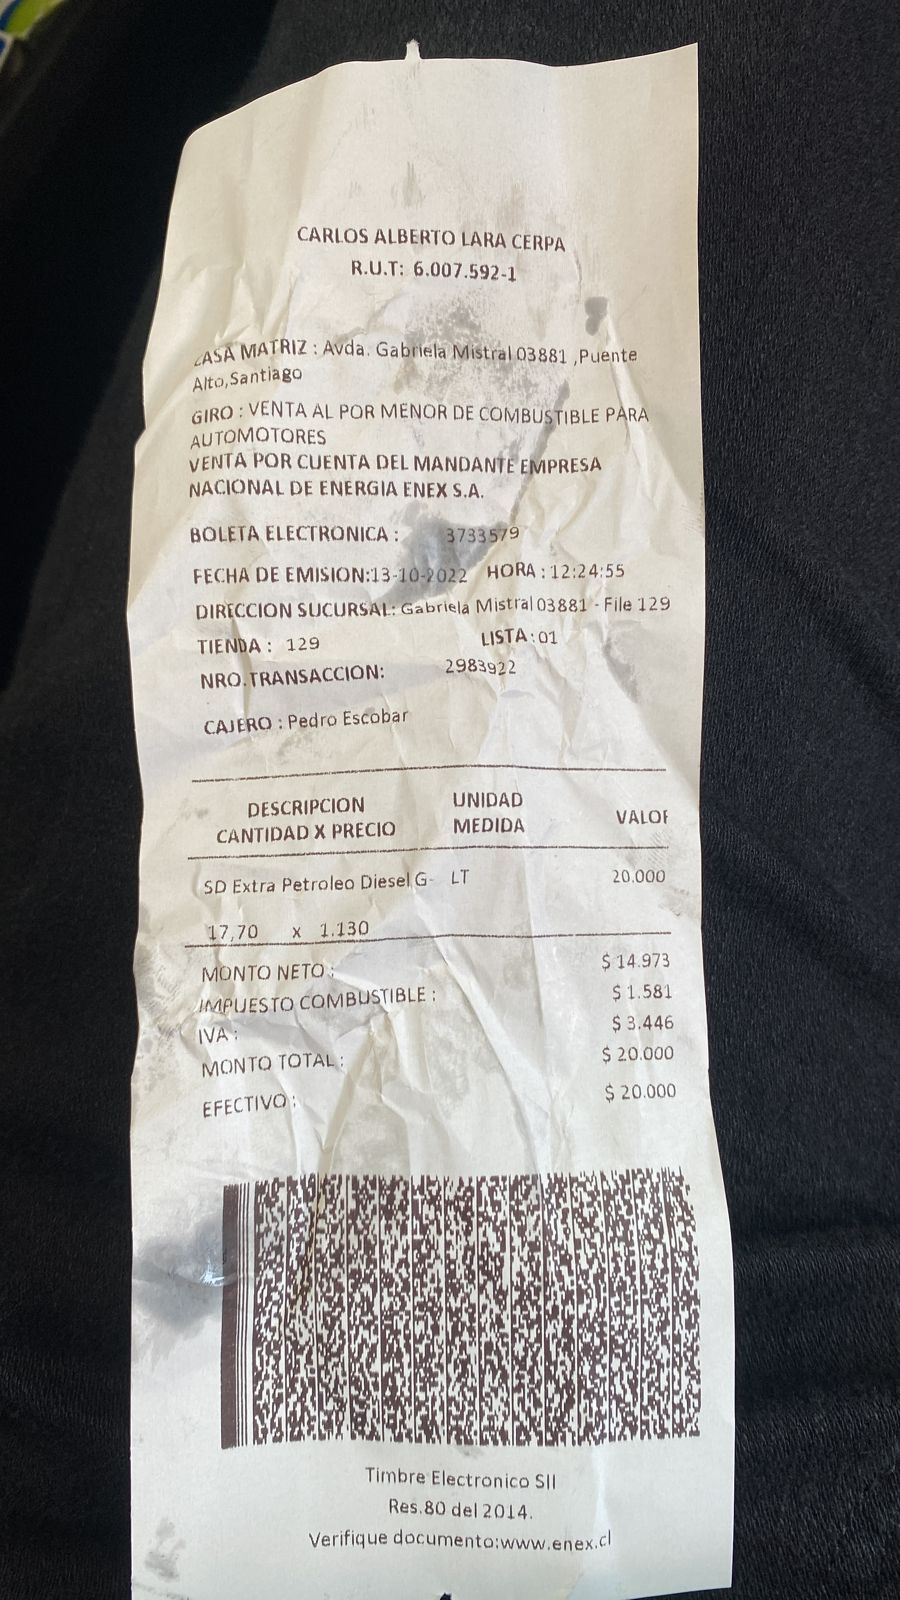 CARLOS ALBERTO LARA CERPA
R.U.T: 6.007.592-1
CASA MATRIZ : Avda. Gabriela Mistral 03881 ,Puente
Alto,Santiago
GIRO : VENTA AL POR MENOR DE COMBUSTIBLE PARA
AUTOMOTORES
VENTA POR CUENTA DEL MANDANTE EMPRESA
NACIONAL DE ENERGIA ENEX S.A.
BOLETA ELECTRONICA : 3733579
FECHA DE EMISION:13-10-2022 HORA : 12:24:55
DIRECCION SUCURSAL: Gabriela Mistral 03881 - File 129
TIENDA : 129 LISTA : 01
NRO.TRANSACCION: 2983922
CAJERO : Pedro Escobar
DESCRIPCION UNIDAD
CANTIDAD X PRECIO MEDIDA VALOR
SD Extra Petroleo Diesel G- LT 20.000
17,70 x 1.130
MONTO NETO : $ 14.973
IMPUESTO COMBUSTIBLE : $ 1.581
IVA : $ 3.446
MONTO TOTAL : $ 20.000
EFECTIVO : $ 20.000
Timbre Electronico SII
Res.80 del 2014.
Verifique documento:www.enex.cl